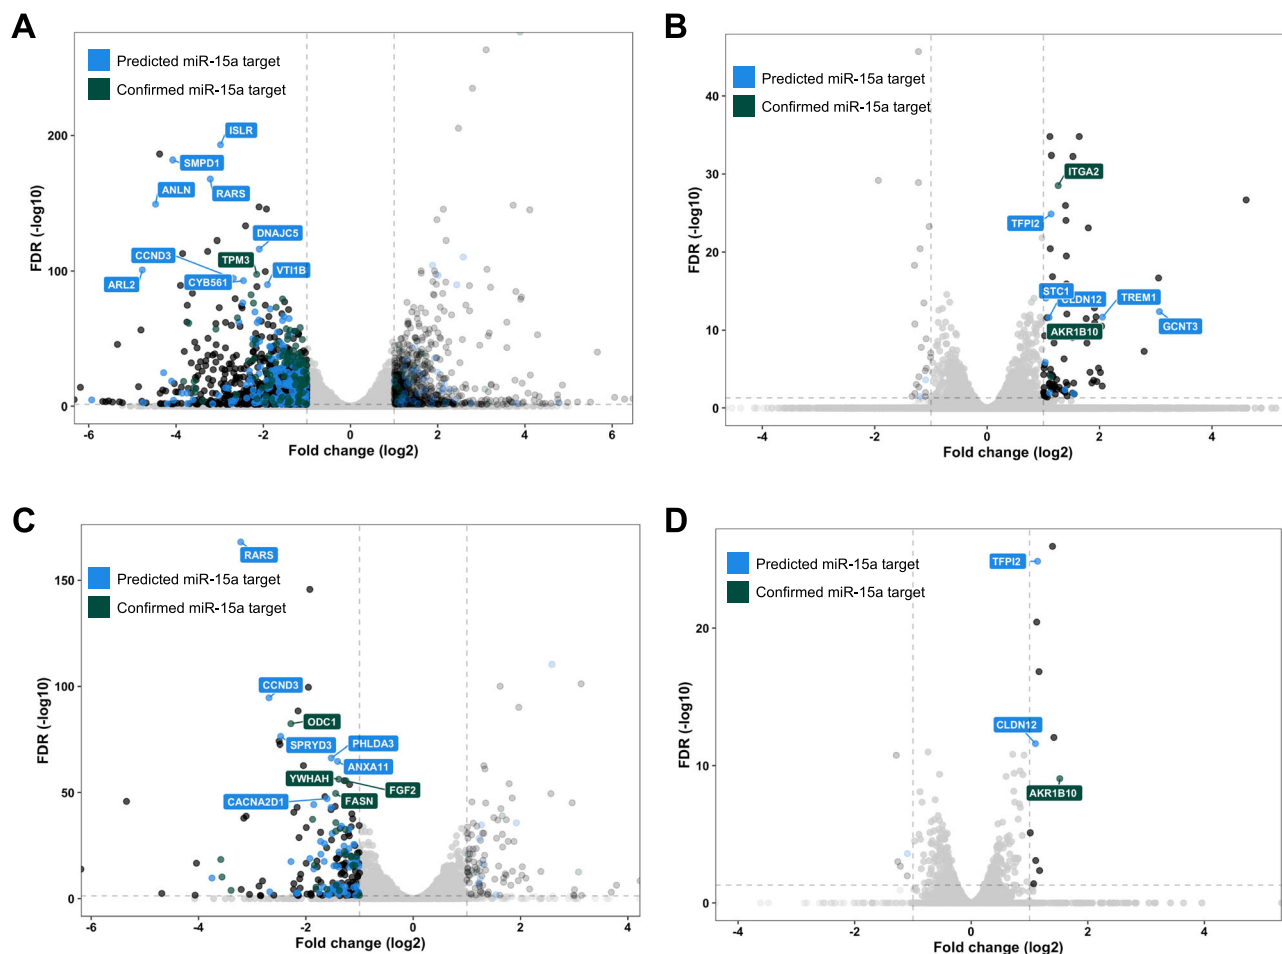 A
Predicted miR-15a target
Confirmed miR-15a target
ISLR
SMPD1
ANLN
RARS
DNAJC5
CCND3
TPM3
VTI1B
CYB561
ARL2
200
100
0
FDR (-log10)
-6 -4 -2 0 2 4 6
Fold change (log2)
B
Predicted miR-15a target
Confirmed miR-15a target
ITGA2
TFPI2
STC1
CLDN12
TREM1
AKR1B10
GCNT3
40
30
20
10
0
FDR (-log10)
-4 -2 0 2 4
Fold change (log2)
C
RARS
Predicted miR-15a target
Confirmed miR-15a target
CCND3
ODC1
SPRYD3
PHLDA3
ANXA11
YWHAH
FGF2
CACNA2D1
FASN
150
100
50
0
FDR (-log10)
-6 -4 -2 0 2 4
Fold change (log2)
D
Predicted miR-15a target
Confirmed miR-15a target
TFPI2
CLDN12
AKR1B10
20
10
0
FDR (-log10)
-4 -2 0 2 4
Fold change (log2)